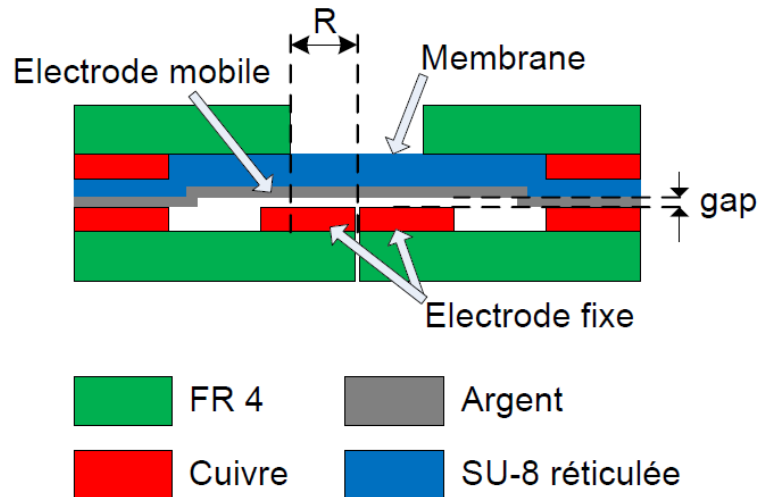 R
Electrode mobile
Membrane
gap
Electrode fixe
FR 4
Argent
Cuivre
SU-8 réticulée